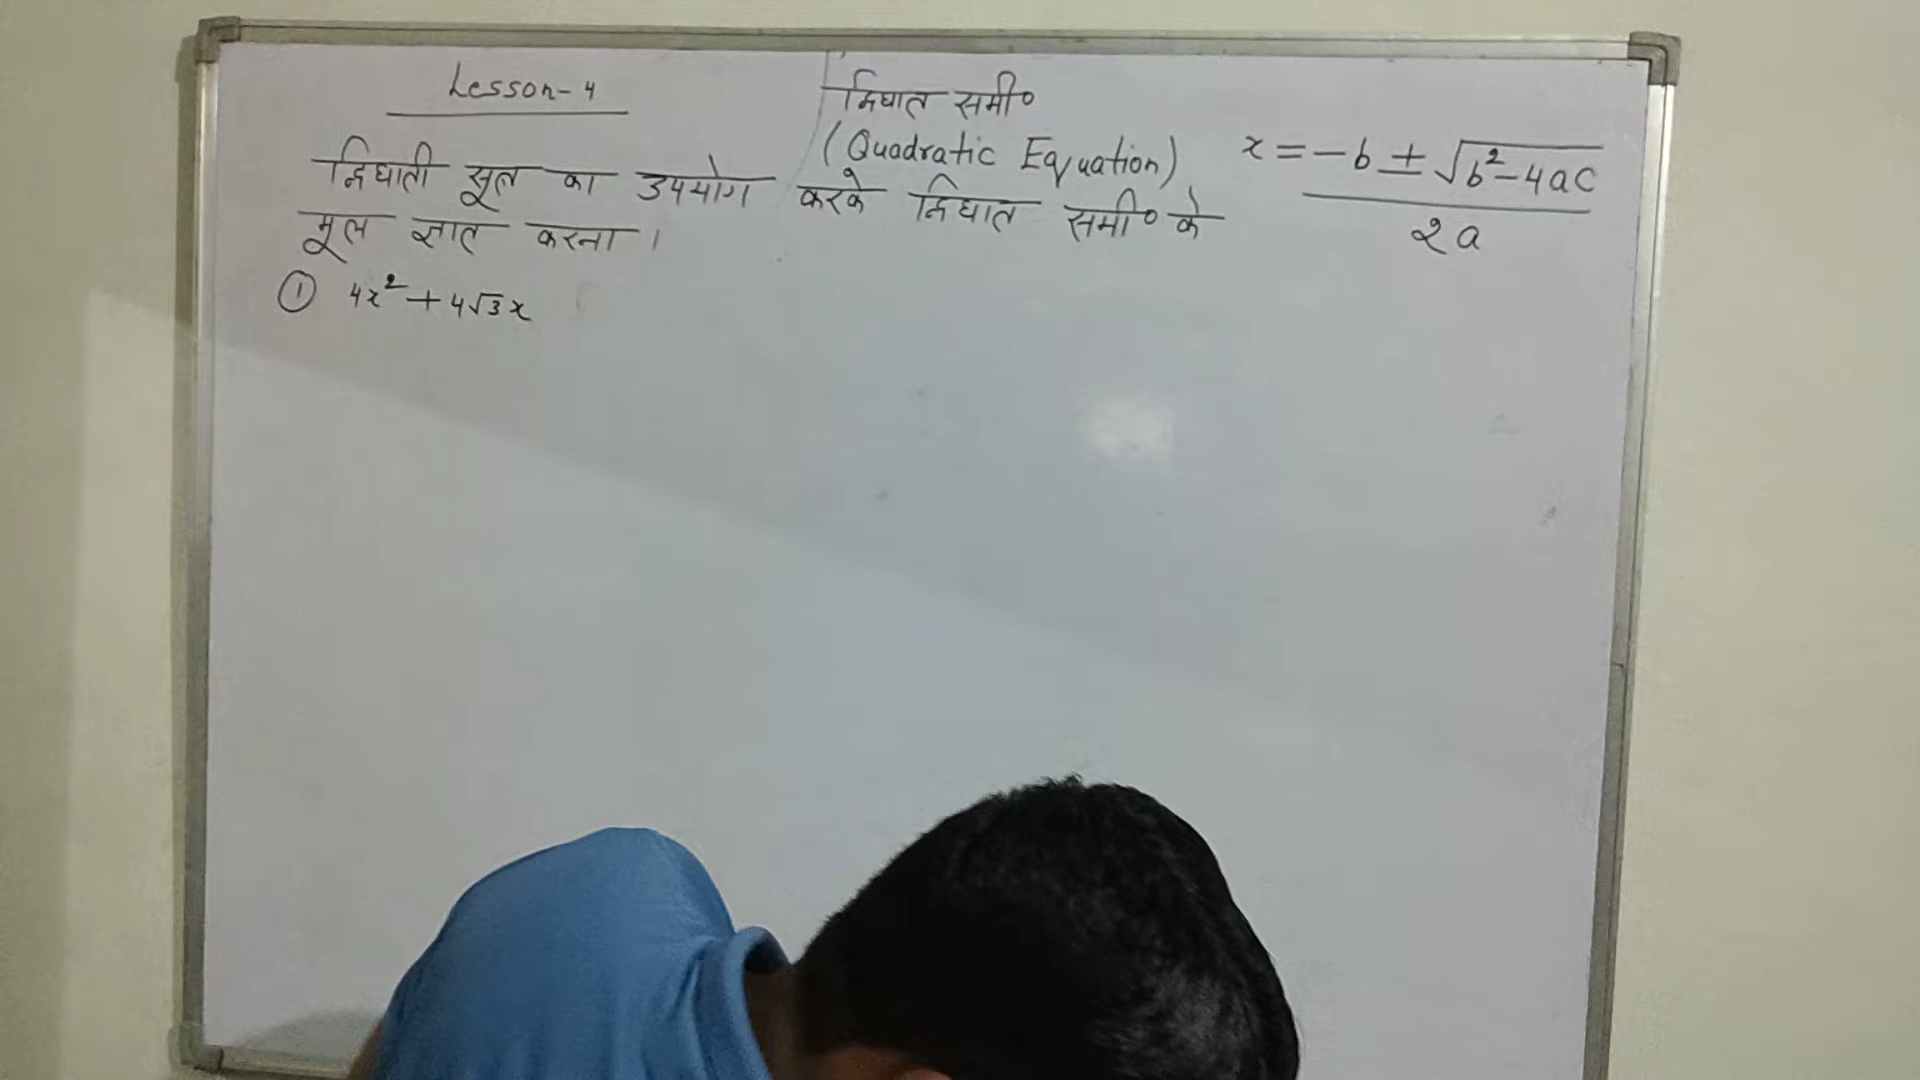 Lesson-4
द्विघात समी०
(Quadratic Equation)
x = -b ± √b²-4ac
2a
द्विघाती सूत्र का उपयोग करके द्विघात समी० के
मूल ज्ञात करना ।
① 4x² + 4√3x